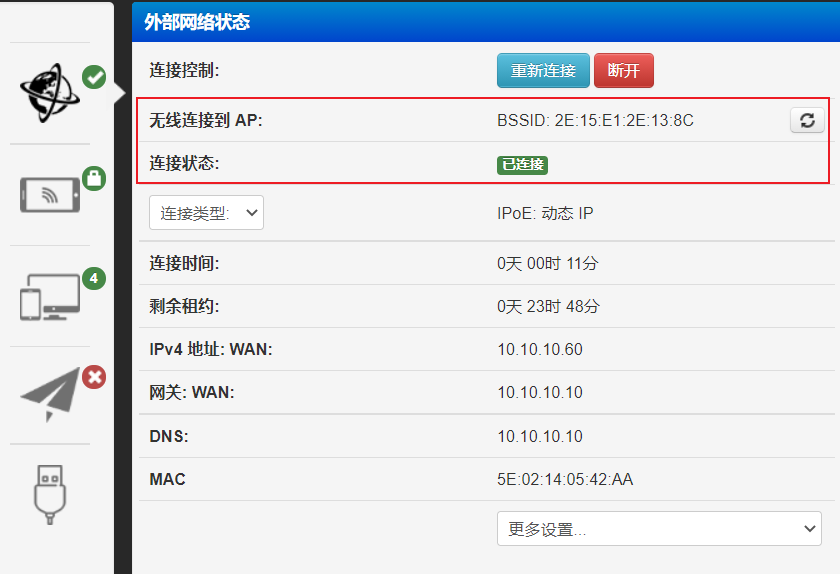 外部网络状态
连接控制: 重新连接 断开
无线连接到 AP: BSSID: 2E:15:E1:2E:13:8C
连接状态: 已连接
连接类型: IPoE: 动态 IP
连接时间: 0天 00时 11分
剩余租约: 0天 23时 48分
4
IPv4 地址: WAN: 10.10.10.60
网关: WAN: 10.10.10.10
DNS: 10.10.10.10
MAC 5E:02:14:05:42:AA
更多设置...